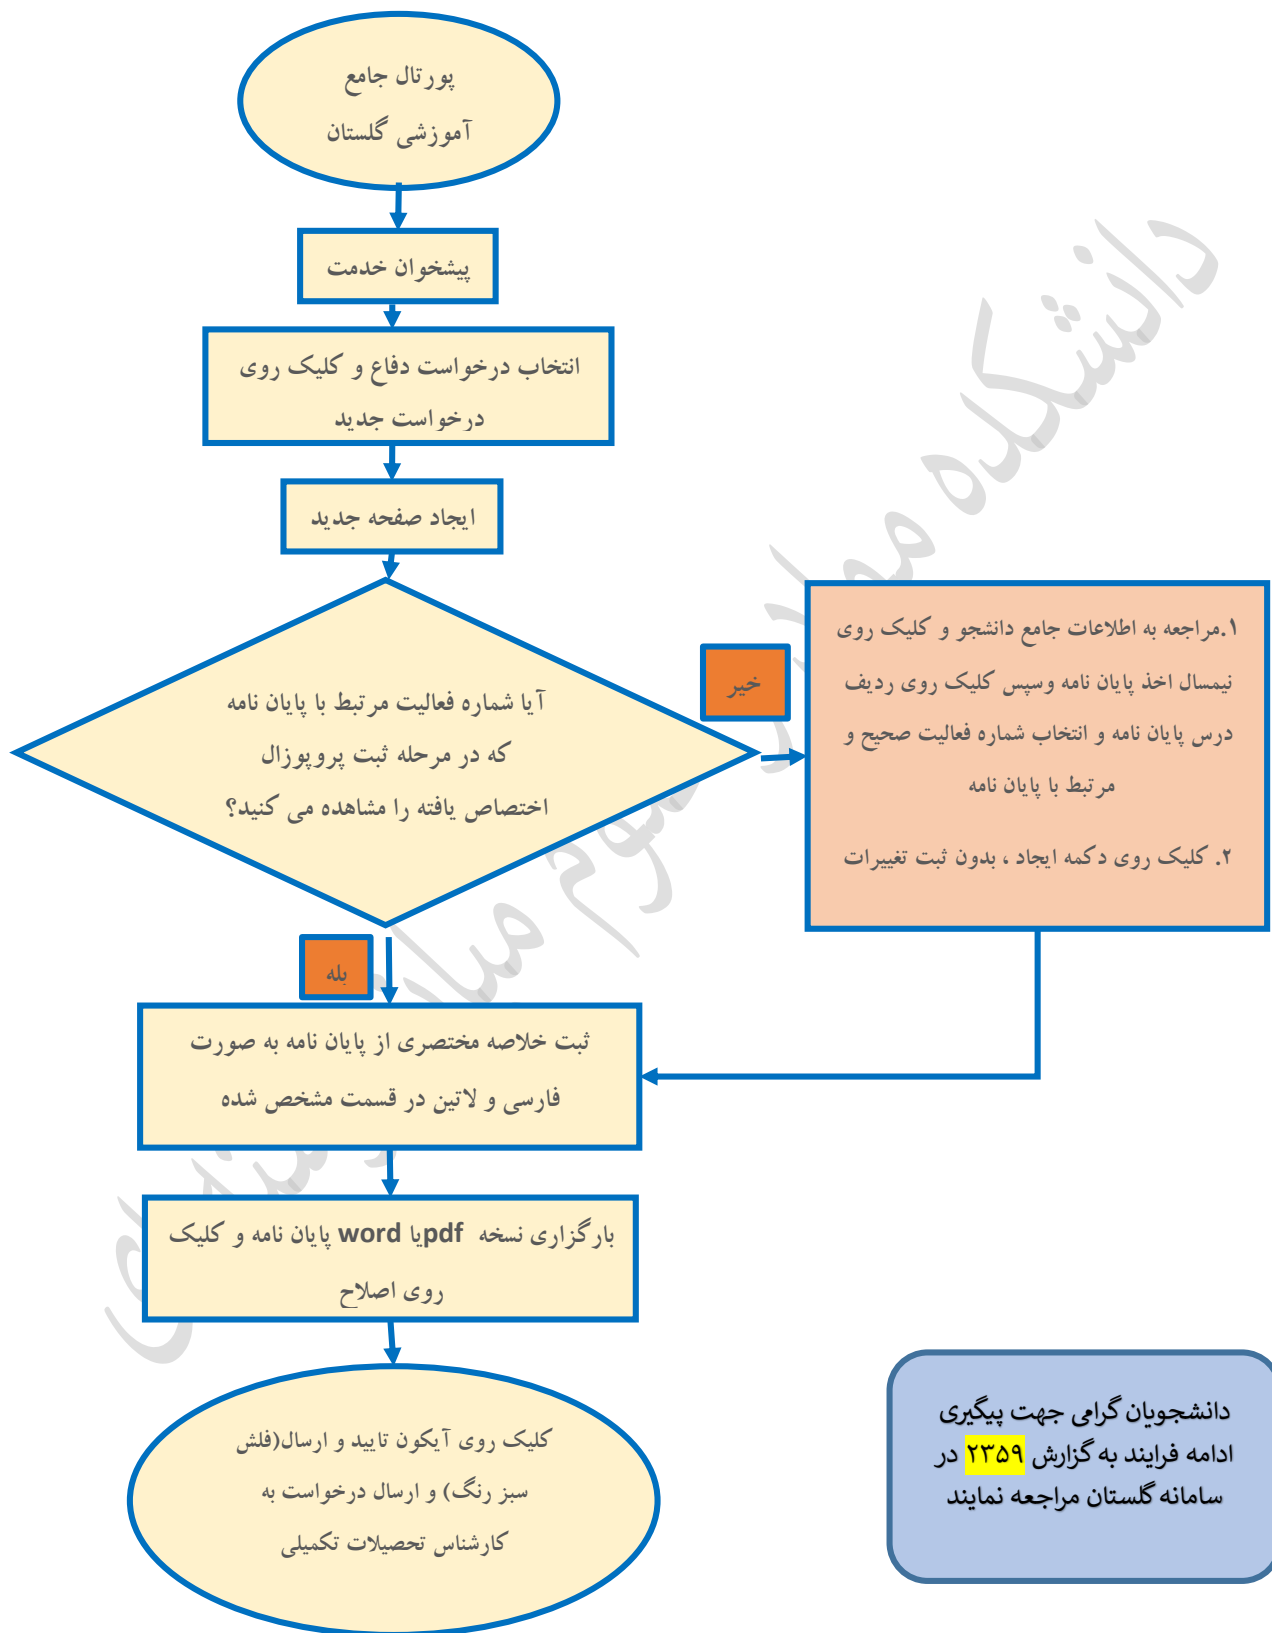 پورتال جامع
آموزشی گلستان
پیشخوان خدمت
انتخاب درخواست دفاع و کلیک روی
درخواست جدید
ایجاد صفحه جدید
آیا شماره فعالیت مرتبط با پایان نامه
که در مرحله ثبت پروپوزال
اختصاص یافته را مشاهده می کنید؟
خیر
۱.مراجعه به اطلاعات جامع دانشجو و کلیک روی
نیمسال اخذ پایان نامه وسپس کلیک روی ردیف
درس پایان نامه و انتخاب شماره فعالیت صحیح و
مرتبط با پایان نامه
۲. کلیک روی دکمه ایجاد ، بدون ثبت تغییرات
بله
ثبت خلاصه مختصری از پایان نامه به صورت
فارسی و لاتین در قسمت مشخص شده
بارگزاری نسخه pdfیا word پایان نامه و کلیک
روی اصلاح
کلیک روی آیکون تایید و ارسال(فلش
سبز رنگ) و ارسال درخواست به
کارشناس تحصیلات تکمیلی
دانشجویان گرامی جهت پیگیری
ادامه فرایند به گزارش ۲۳۵۹ در
سامانه گلستان مراجعه نمایند
دانشکده